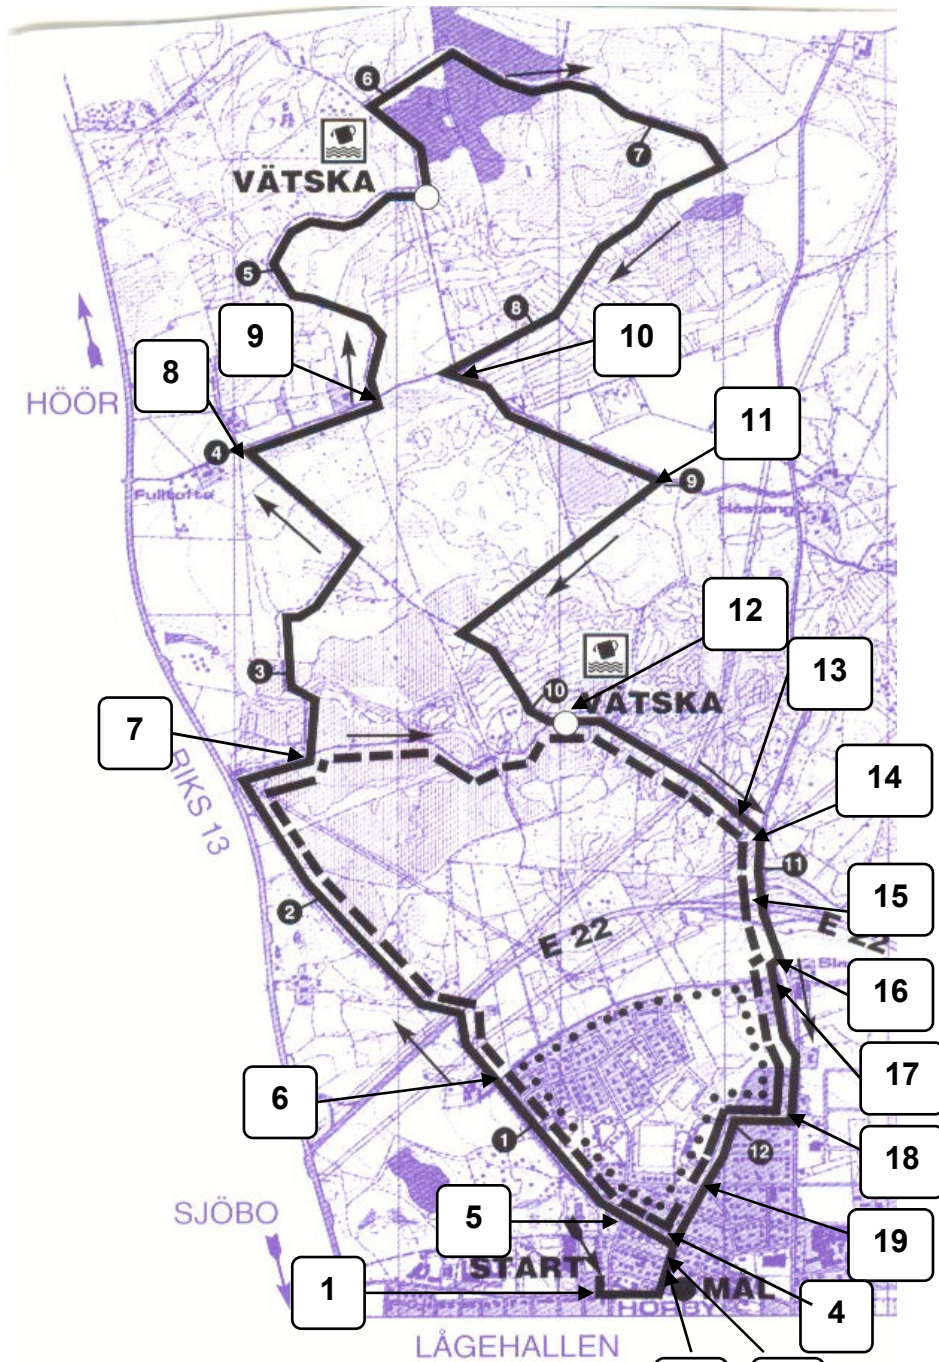 6
VÄTSKA
7
5
8
9
10
8
HÖÖR
11
4
9
Fulltofta
Hästäng
12
3
10
VÄTSKA
13
7
14
RIKS 13
11
2
15
E 22
E 22
16
17
6
1
12
18
5
SJÖBO
19
START
1
MÅL
4
HÖRBY
LÅGEHALLEN